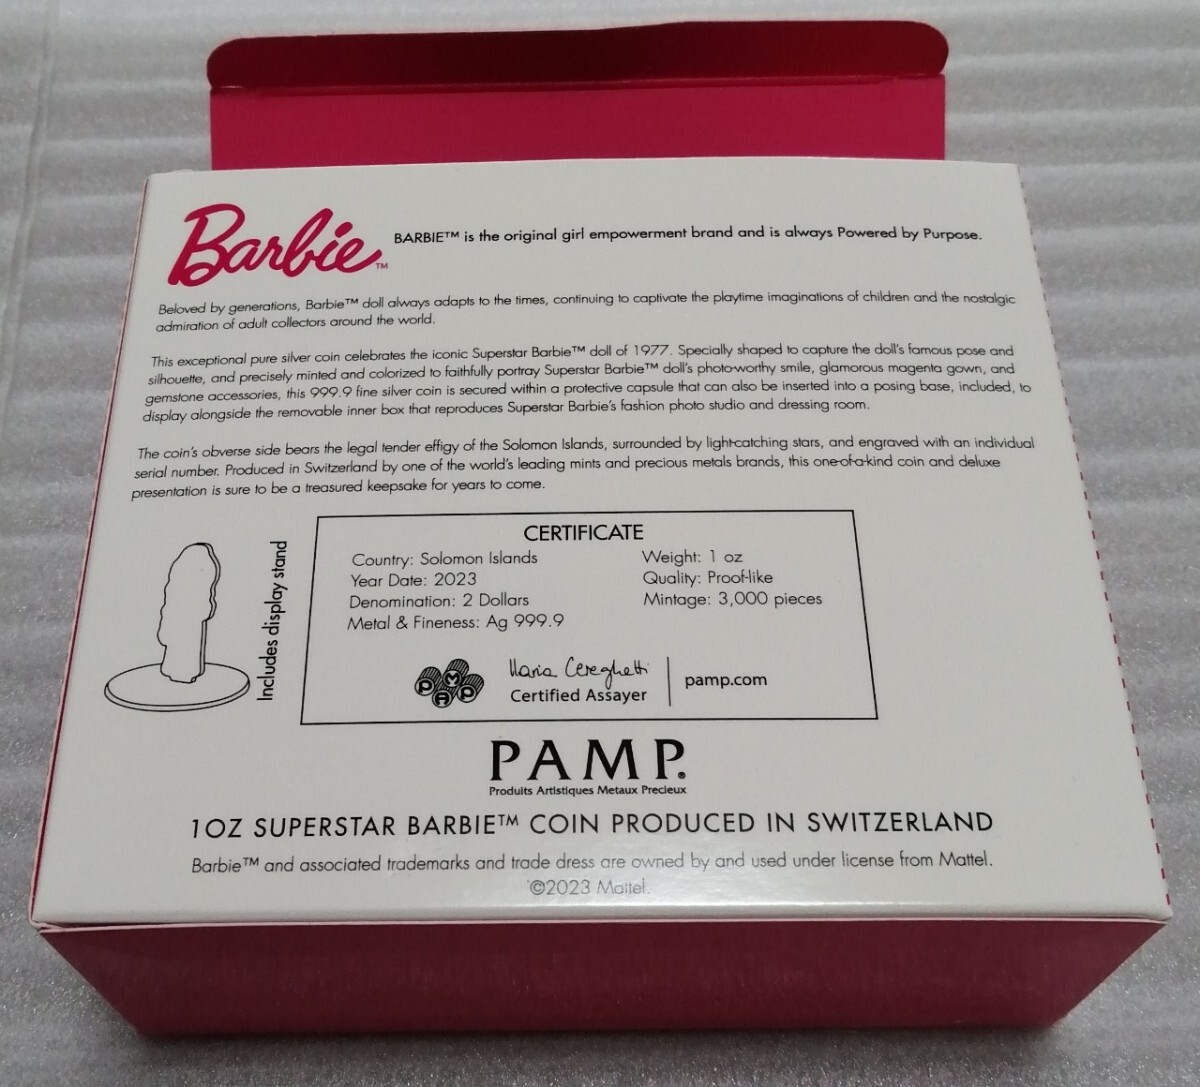 Barbie™
BARBIE™ is the original girl empowerment brand and is always Powered by Purpose.
Beloved by generations, Barbie™ doll always adapts to the times, continuing to captivate the playtime imaginations of children and the nostalgic
admiration of adult collectors around the world.
This exceptional pure silver coin celebrates the iconic Superstar Barbie™ doll of 1977. Specially shaped to capture the doll's famous pose and
silhouette, and precisely minted and colorized to faithfully portray Superstar Barbie™ doll's photo-worthy smile, glamorous magenta gown, and
gemstone accessories, this 999.9 fine silver coin is secured within a protective capsule that can also be inserted into a posing base, included, to
display alongside the removable inner box that reproduces Superstar Barbie's fashion photo studio and dressing room.
The coin's obverse side bears the legal tender effigy of the Solomon Islands, surrounded by light-catching stars, and engraved with an individual
serial number. Produced in Switzerland by one of the world's leading mints and precious metals brands, this one-of-a-kind coin and deluxe
presentation is sure to be a treasured keepsake for years to come.
Includes display stand
CERTIFICATE
Country: Solomon Islands
Year Date: 2023
Denomination: 2 Dollars
Metal & Fineness: Ag 999.9
Weight: 1 oz
Quality: Proof-like
Mintage: 3,000 pieces
PAMP
Ilaria Cereghetti
Certified Assayer
pamp.com
PAMP®
Produits Artistiques Metaux Precieux
1OZ SUPERSTAR BARBIE™ COIN PRODUCED IN SWITZERLAND
Barbie™ and associated trademarks and trade dress are owned by and used under license from Mattel.
©2023 Mattel.